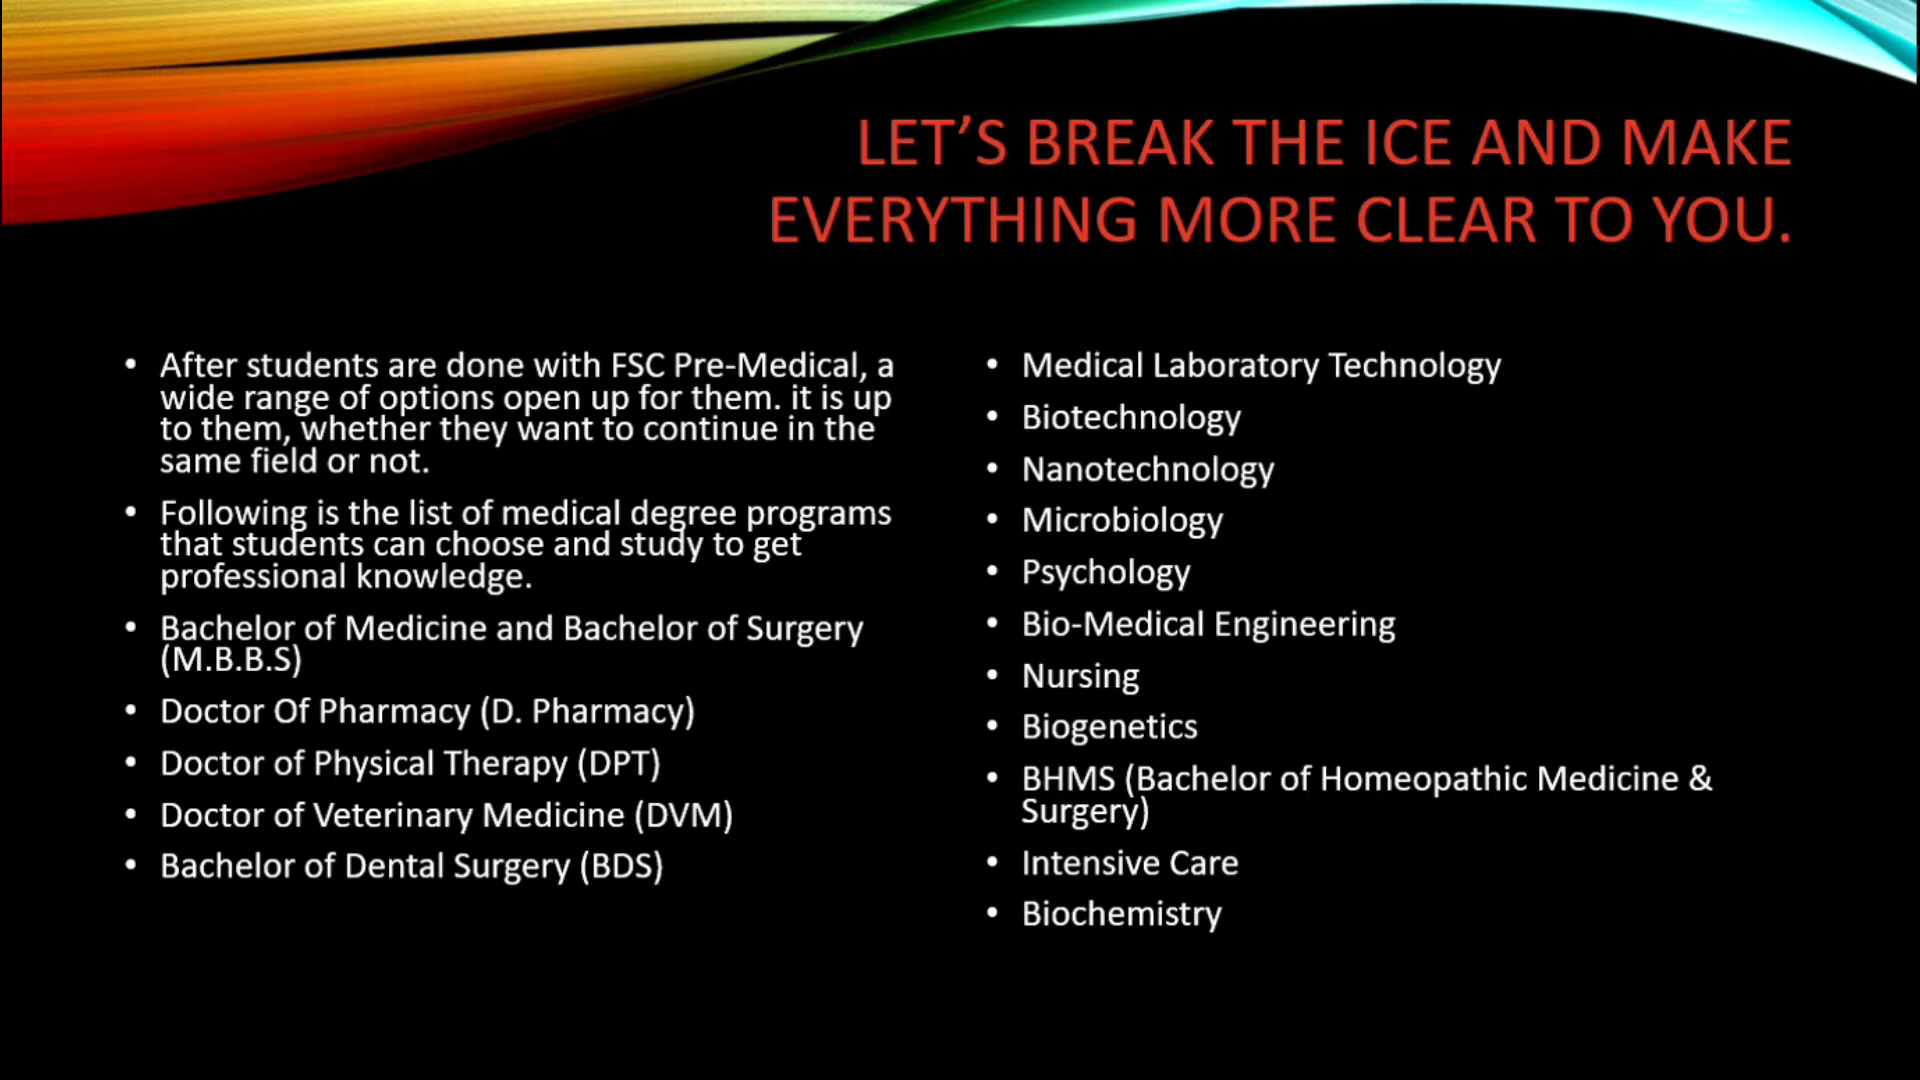 LET’S BREAK THE ICE AND MAKE
EVERYTHING MORE CLEAR TO YOU.
• After students are done with FSC Pre-Medical, a
wide range of options open up for them. it is up
to them, whether they want to continue in the
same field or not.
• Following is the list of medical degree programs
that students can choose and study to get
professional knowledge.
• Bachelor of Medicine and Bachelor of Surgery
(M.B.B.S)
• Doctor Of Pharmacy (D. Pharmacy)
• Doctor of Physical Therapy (DPT)
• Doctor of Veterinary Medicine (DVM)
• Bachelor of Dental Surgery (BDS)
• Medical Laboratory Technology
• Biotechnology
• Nanotechnology
• Microbiology
• Psychology
• Bio-Medical Engineering
• Nursing
• Biogenetics
• BHMS (Bachelor of Homeopathic Medicine &
Surgery)
• Intensive Care
• Biochemistry